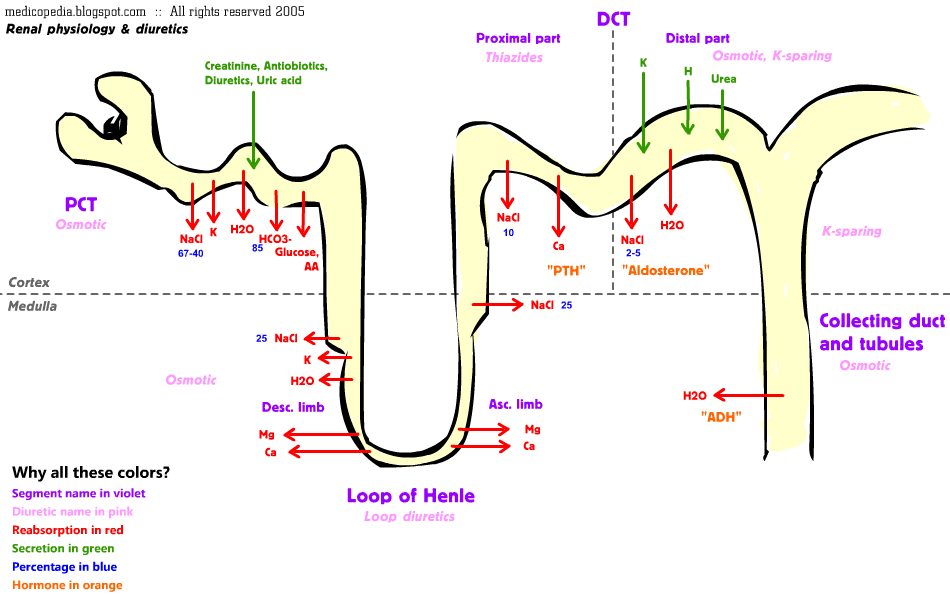 medicopedia.blogspot.com :: All rights reserved 2005
Renal physiology & diuretics
DCT
Proximal part
Thiazides
Distal part
Osmotic, K-sparing
Creatinine, Antiobiotics,
Diuretics, Uric acid
K
H
Urea
PCT
Osmotic
NaCl
67-40
K
H2O
85
HCO3-
Glucose,
AA
NaCl
10
Ca
"PTH"
NaCl
2-5
H2O
"Aldosterone"
K-sparing
Cortex
Medulla
NaCl 25
25 NaCl
K
H2O
Osmotic
Desc. limb
Asc. limb
Mg
Ca
Mg
Ca
Collecting duct
and tubules
Osmotic
H2O
"ADH"
Loop of Henle
Loop diuretics
Why all these colors?
Segment name in violet
Diuretic name in pink
Reabsorption in red
Secretion in green
Percentage in blue
Hormone in orange